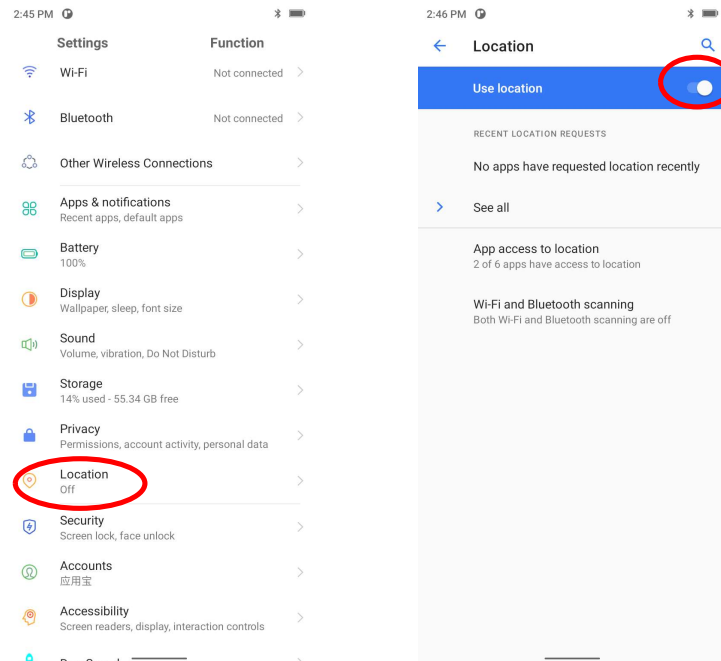 2:45 PM
Settings
Function
Wi-Fi
Not connected
Bluetooth
Not connected
Other Wireless Connections
Apps & notifications
Recent apps, default apps
Battery
100%
Display
Wallpaper, sleep, font size
Sound
Volume, vibration, Do Not Disturb
Storage
14% used - 55.34 GB free
Privacy
Permissions, account activity, personal data
Location
Off
Security
Screen lock, face unlock
Accounts
应用宝
Accessibility
Screen readers, display, interaction controls
2:46 PM
Location
Use location
RECENT LOCATION REQUESTS
No apps have requested location recently
See all
App access to location
2 of 6 apps have access to location
Wi-Fi and Bluetooth scanning
Both Wi-Fi and Bluetooth scanning are off